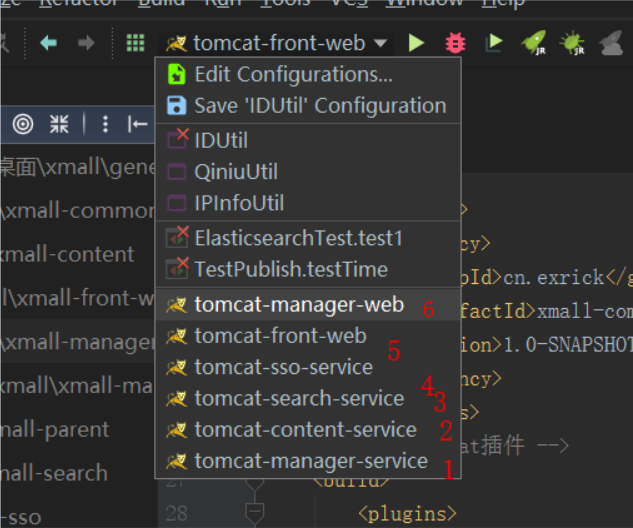 Refactor Build Run Tools VCS Window Help
tomcat-front-web
JR JR
Edit Configurations...
Save 'IDUtil' Configuration
IDUtil
桌面\xmall\gene
QiniuUtil
\xmall-common
IPInfoUtil
cy>
ElasticsearchTest.test1
xmall-content
TestPublish.testTime
pId>cn.exrick</g
l\xmall-front-w
tomcat-manager-web 6
factId>xmall-com
\xmall-manager
tomcat-front-web
ion>1.0-SNAPSHOT
5
tomcat-sso-service
ncy>
xmall\xmall-ma
4
tomcat-search-service 3
s>
mall-parent
tomcat-content-service 2
at插件 -->
tomcat-manager-service 1
mall-search
27 <build>
-sso
28 <plugins>